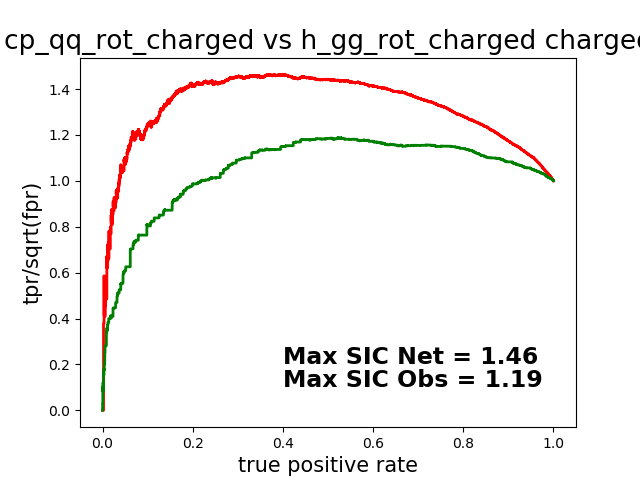 cp_qq_rot_charged vs h_gg_rot_charged charged
1.4
1.2
1.0
0.8
0.6
0.4
0.2
0.0
tpr/sqrt(fpr)
Max SIC Net = 1.46
Max SIC Obs = 1.19
0.0 0.2 0.4 0.6 0.8 1.0
true positive rate